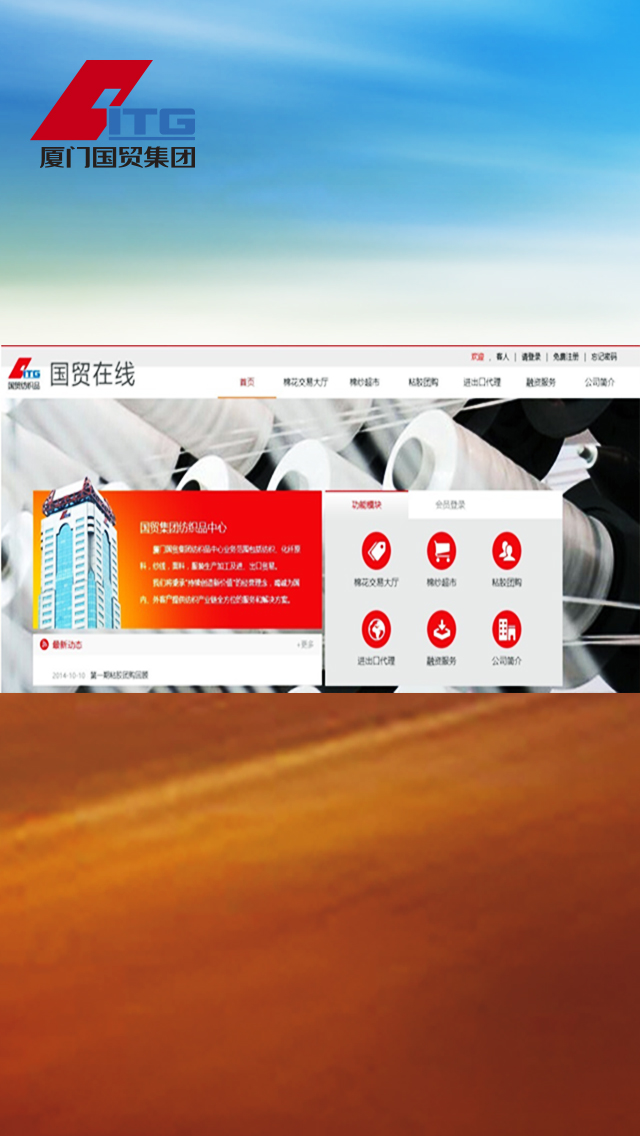 ITG
厦门国贸集团
欢迎，客人 | 请登录 | 免费注册 | 忘记密码
ITG
国贸纺织品
国贸在线
首页 棉花交易大厅 棉纱超市 粘胶团购 进出口代理 融资服务 公司简介
国贸集团纺织品中心
厦门国贸集团纺织品中心业务范围包括纺织、化纤原
料，纱线，面料，服装生产加工及进、出口贸易。
我们将秉承“持续创造新价值”的经营理念，竭诚为国
内、外客户提供纺织产业链全方位的服务和解决方案。
功能模块 会员登录
棉花交易大厅 棉纱超市 粘胶团购
进出口代理 融资服务 公司简介
最新动态 +更多
2014-10-10 第一期粘胶团购回顾